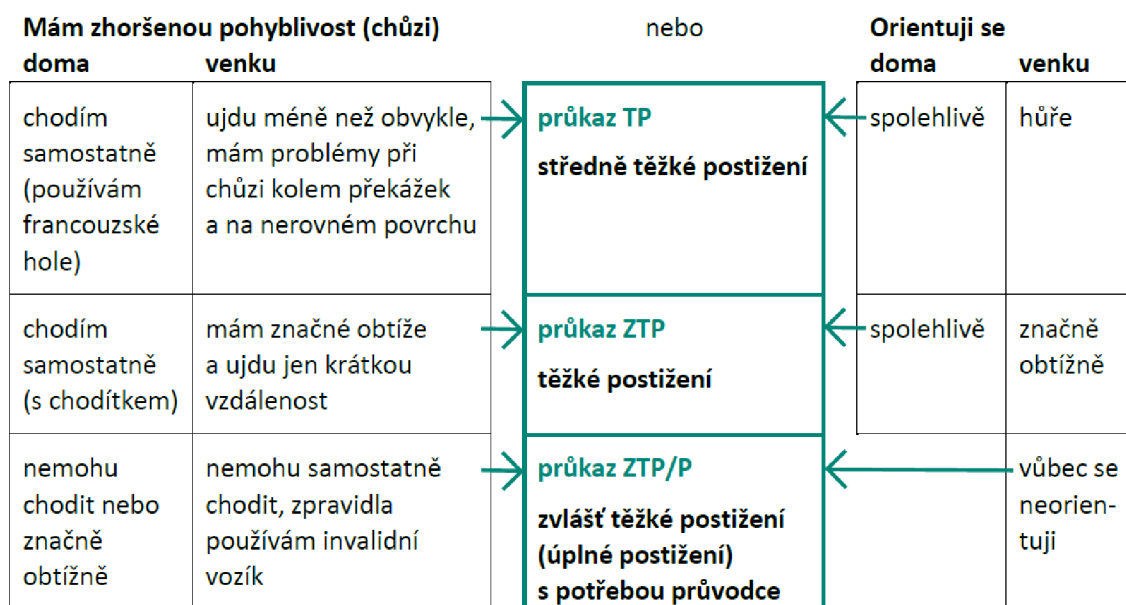 Mám zhoršenou pohyblivost (chůzi)
doma
venku
nebo
Orientuji se
doma
venku
chodím
samostatně
(používám
francouzské
hole)
ujdu méně než obvykle,
mám problémy při
chůzi kolem překážek
a na nerovném povrchu
průkaz TP
středně těžké postižení
spolehlivě
hůře
chodím
samostatně
(s chodítkem)
mám značné obtíže
a ujdu jen krátkou
vzdálenost
průkaz ZTP
těžké postižení
spolehlivě
značně
obtížně
nemohu
chodit nebo
značně
obtížně
nemohu samostatně
chodit, zpravidla
používám invalidní
vozík
průkaz ZTP/P
zvlášť těžké postižení
(úplné postižení)
s potřebou průvodce
vůbec se
neorien-
tuji